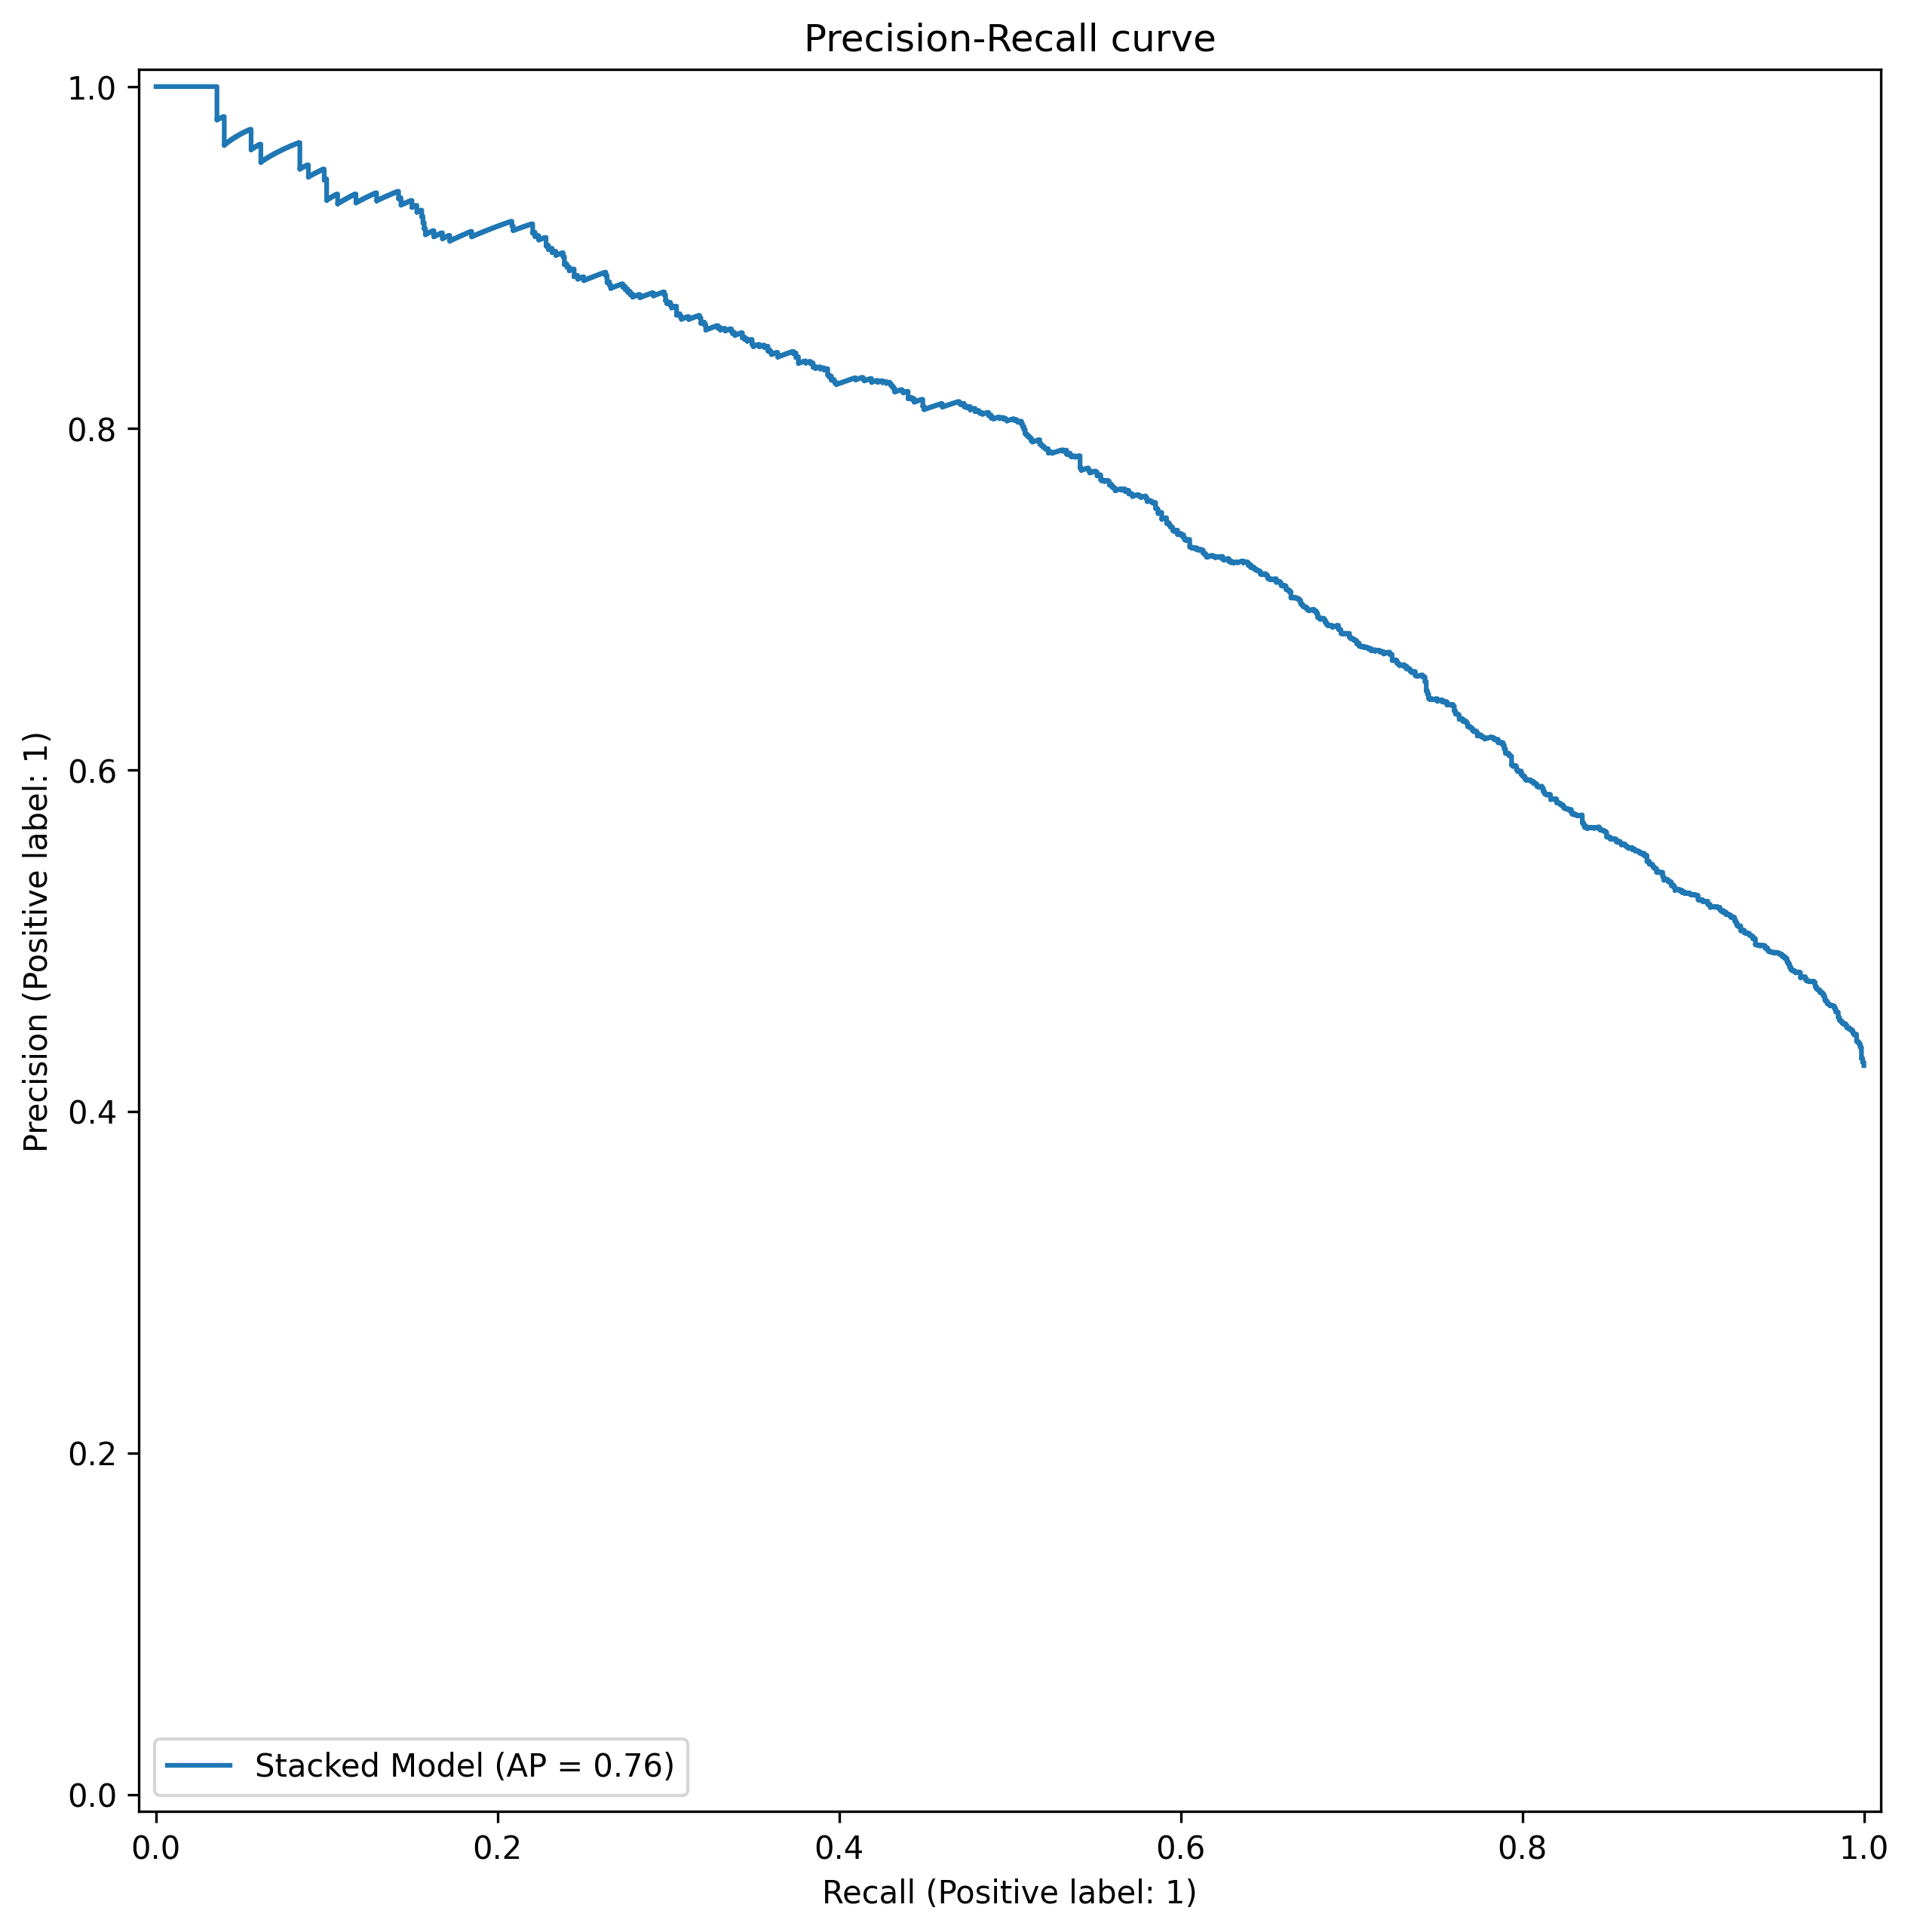 Precision-Recall curve
1.0
0.8
0.6
0.4
0.2
0.0
Precision (Positive label: 1)
Stacked Model (AP = 0.76)
0.0 0.2 0.4 0.6 0.8 1.0
Recall (Positive label: 1)